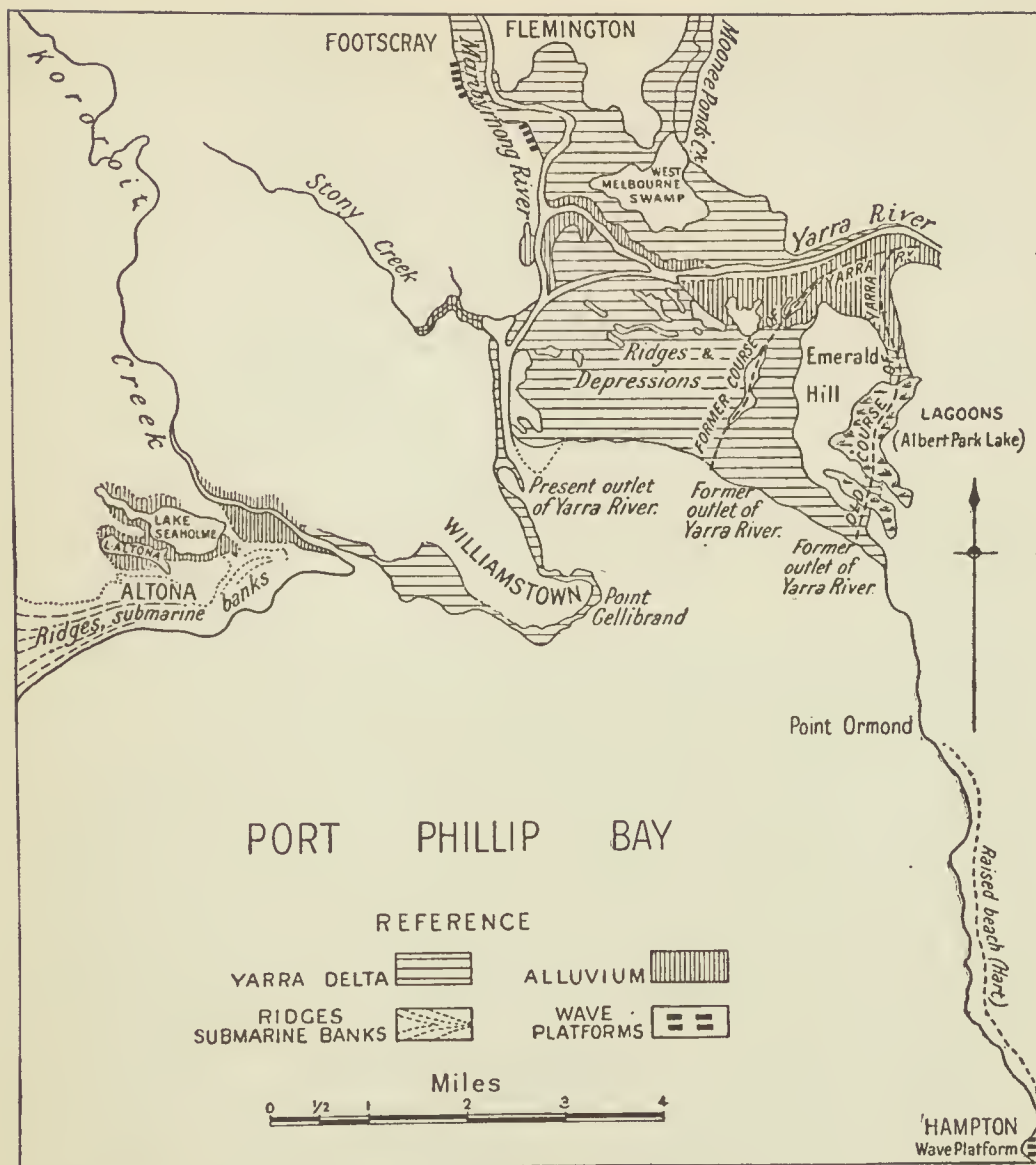 FOOTSCRAY
FLEMINGTON
Moonee Ponds Ck
Maribyrnong River
Kororoit
Creek
Stony
Creek
WEST
MELBOURNE
SWAMP
Yarra River
FORMER COURSE OF YARRA
OLD COURSE OF YARRA R.
Ridges &
Depressions
Emerald
Hill
LAGOONS
(Albert Park Lake)
Present outlet
of Yarra River.
Former
outlet of
Yarra River.
Former
outlet of
Yarra River
LAKE
SEAHOLME
L. ALTONA
ALTONA
Ridges, submarine banks
WILLIAMSTOWN
Point
Gellibrand
Point Ormond
PORT PHILLIP BAY
Raised beach (Hart)
REFERENCE
YARRA DELTA
ALLUVIUM
RIDGES
SUBMARINE BANKS
WAVE
PLATFORMS
Miles
0 1/2 1 2 3 4
HAMPTON
Wave Platform